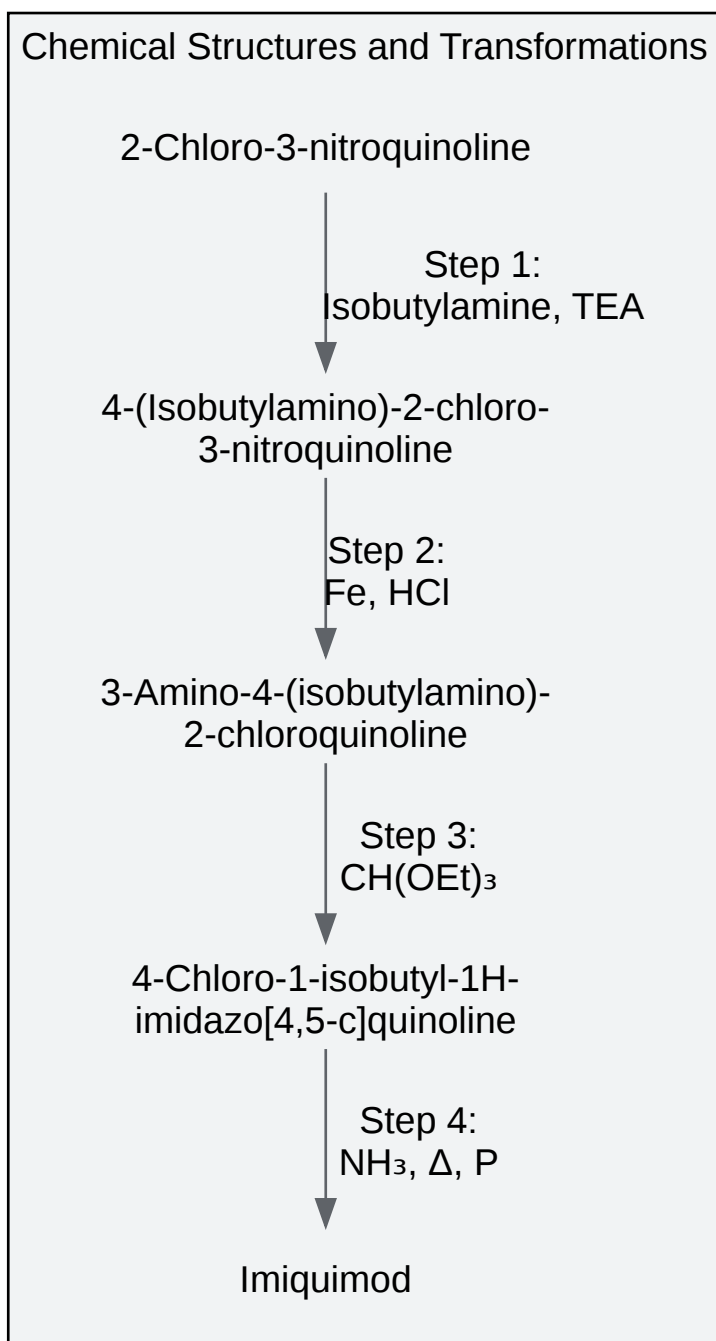 Chemical Structures and Transformations
2-Chloro-3-nitroquinoline
Step 1:
Isobutylamine, TEA
4-(Isobutylamino)-2-chloro-
3-nitroquinoline
Step 2:
Fe, HCl
3-Amino-4-(isobutylamino)-
2-chloroquinoline
Step 3:
CH(OEt)₃
4-Chloro-1-isobutyl-1H-
imidazo[4,5-c]quinoline
Step 4:
NH₃, Δ, P
Imiquimod